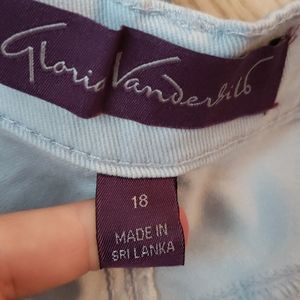 Gloria Vanderbilt
18
MADE IN
SRI LANKA